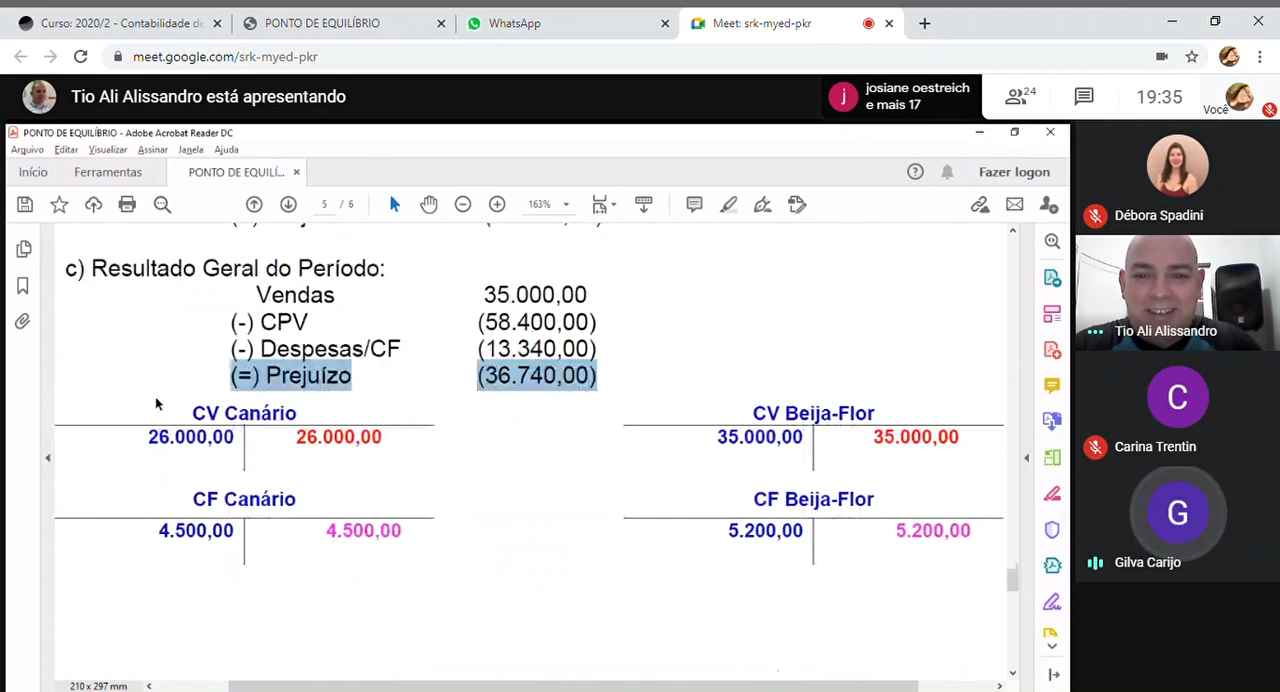 Curso: 2020/2 - Contabilidade de
PONTO DE EQUILÍBRIO
WhatsApp
Meet: srk-myed-pkr
meet.google.com/srk-myed-pkr
Tio Ali Alissandro está apresentando
j
josiane oestreich
e mais 17
24
19:35
Você
PONTO DE EQUILÍBRIO - Adobe Acrobat Reader DC
Arquivo Editar Visualizar Assinar Janela Ajuda
Início Ferramentas PONTO DE EQUILÍ... Fazer logon
5 / 6 163%
c) Resultado Geral do Período:
Vendas 35.000,00
(-) CPV (58.400,00)
(-) Despesas/CF (13.340,00)
(=) Prejuízo (36.740,00)
CV Canário CV Beija-Flor
26.000,00 26.000,00 35.000,00 35.000,00
CF Canário CF Beija-Flor
4.500,00 4.500,00 5.200,00 5.200,00
210 x 297 mm
Débora Spadini
Tio Ali Alissandro
C
Carina Trentin
G
Gilva Carijo